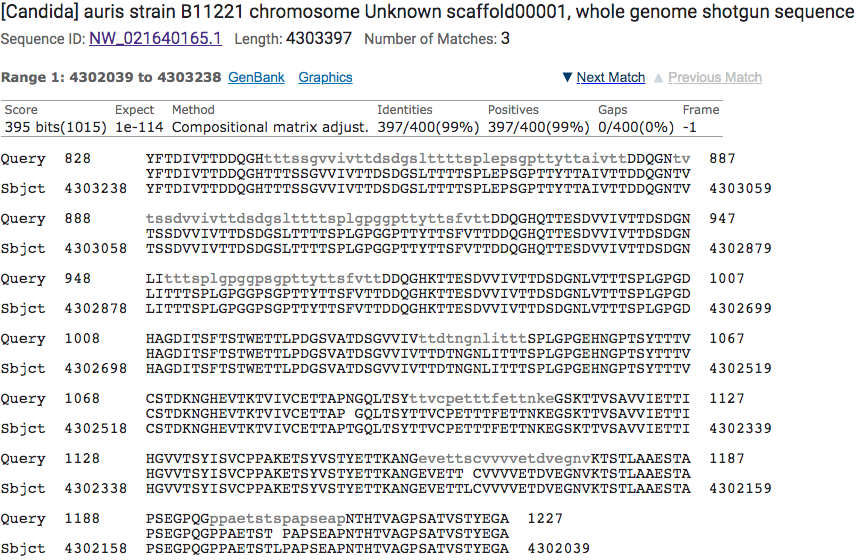 [Candida] auris strain B11221 chromosome Unknown scaffold00001, whole genome shotgun sequence
Sequence ID: NW_021640165.1 Length: 4303397 Number of Matches: 3
Range 1: 4302039 to 4303238 GenBank Graphics ▼ Next Match ▲ Previous Match
Score Expect Method Identities Positives Gaps Frame
395 bits(1015) 1e-114 Compositional matrix adjust. 397/400(99%) 397/400(99%) 0/400(0%) -1
Query 828 YFTDIVTTDDQGHtttssgvvivttdsdgslttttsplepsgpttyttaivttDDQGNtv 887
YFTDIVTTDDQGHTTTSSGVVIVTTDSDGSLTTTTSPLEPSGPTTYTTAIVTTDDQGNTV
Sbjct 4303238 YFTDIVTTDDQGHTTTSSGVVIVTTDSDGSLTTTTSPLEPSGPTTYTTAIVTTDDQGNTV 4303059
Query 888 tssdvvivttdsdgslttttsplgpggpttyttsfvttDDQGHQTTESDVVIVTTDSDGN 947
TSSDVVIVTTDSDGSLTTTTSPLGPGGPTTYTTSFVTTDDQGHQTTESDVVIVTTDSDGN
Sbjct 4303058 TSSDVVIVTTDSDGSLTTTTSPLGPGGPTTYTTSFVTTDDQGHQTTESDVVIVTTDSDGN 4302879
Query 948 LItttsplgpggpsgpttyttsfvttDDQGHKTTESDVVIVTTDSDGNLVTTTSPLGPGD 1007
LITTTSPLGPGGPSGPTTYTTSFVTTDDQGHKTTESDVVIVTTDSDGNLVTTTSPLGPGD
Sbjct 4302878 LITTTSPLGPGGPSGPTTYTTSFVTTDDQGHKTTESDVVIVTTDSDGNLVTTTSPLGPGD 4302699
Query 1008 HAGDITSFTSTWETTLPDGSVATDSGVVIVttdtngnlitttSPLGPGEHNGPTSYTTTV 1067
HAGDITSFTSTWETTLPDGSVATDSGVVIVTTDTNGNLITTTSPLGPGEHNGPTSYTTTV
Sbjct 4302698 HAGDITSFTSTWETTLPDGSVATDSGVVIVTTDTNGNLITTTSPLGPGEHNGPTSYTTTV 4302519
Query 1068 CSTDKNGHEVTKTVIVCETTAPNGQLTSYttvcpetttfettnkeGSKTTVSAVVIETTI 1127
CSTDKNGHEVTKTVIVCETTAP GQLTSYTTVCPETTTFETTNKEGSKTTVSAVVIETTI
Sbjct 4302518 CSTDKNGHEVTKTVIVCETTAPTGQLTSYTTVCPETTTFETTNKEGSKTTVSAVVIETTI 4302339
Query 1128 HGVVTSYISVCPPAKETSYVSTYETTKANGevettscvvvvetdvegnvKTSTLAAESTA 1187
HGVVTSYISVCPPAKETSYVSTYETTKANGEVETT CVVVVETDVEGNVKTSTLAAESTA
Sbjct 4302338 HGVVTSYISVCPPAKETSYVSTYETTKANGEVETTLCVVVVETDVEGNVKTSTLAAESTA 4302159
Query 1188 PSEGPQGppaetstspapseapNTHTVAGPSATVSTYEGA 1227
PSEGPQGPPAETST PAPSEAPNTHTVAGPSATVSTYEGA
Sbjct 4302158 PSEGPQGPPAETSTLPAPSEAPNTHTVAGPSATVSTYEGA 4302039